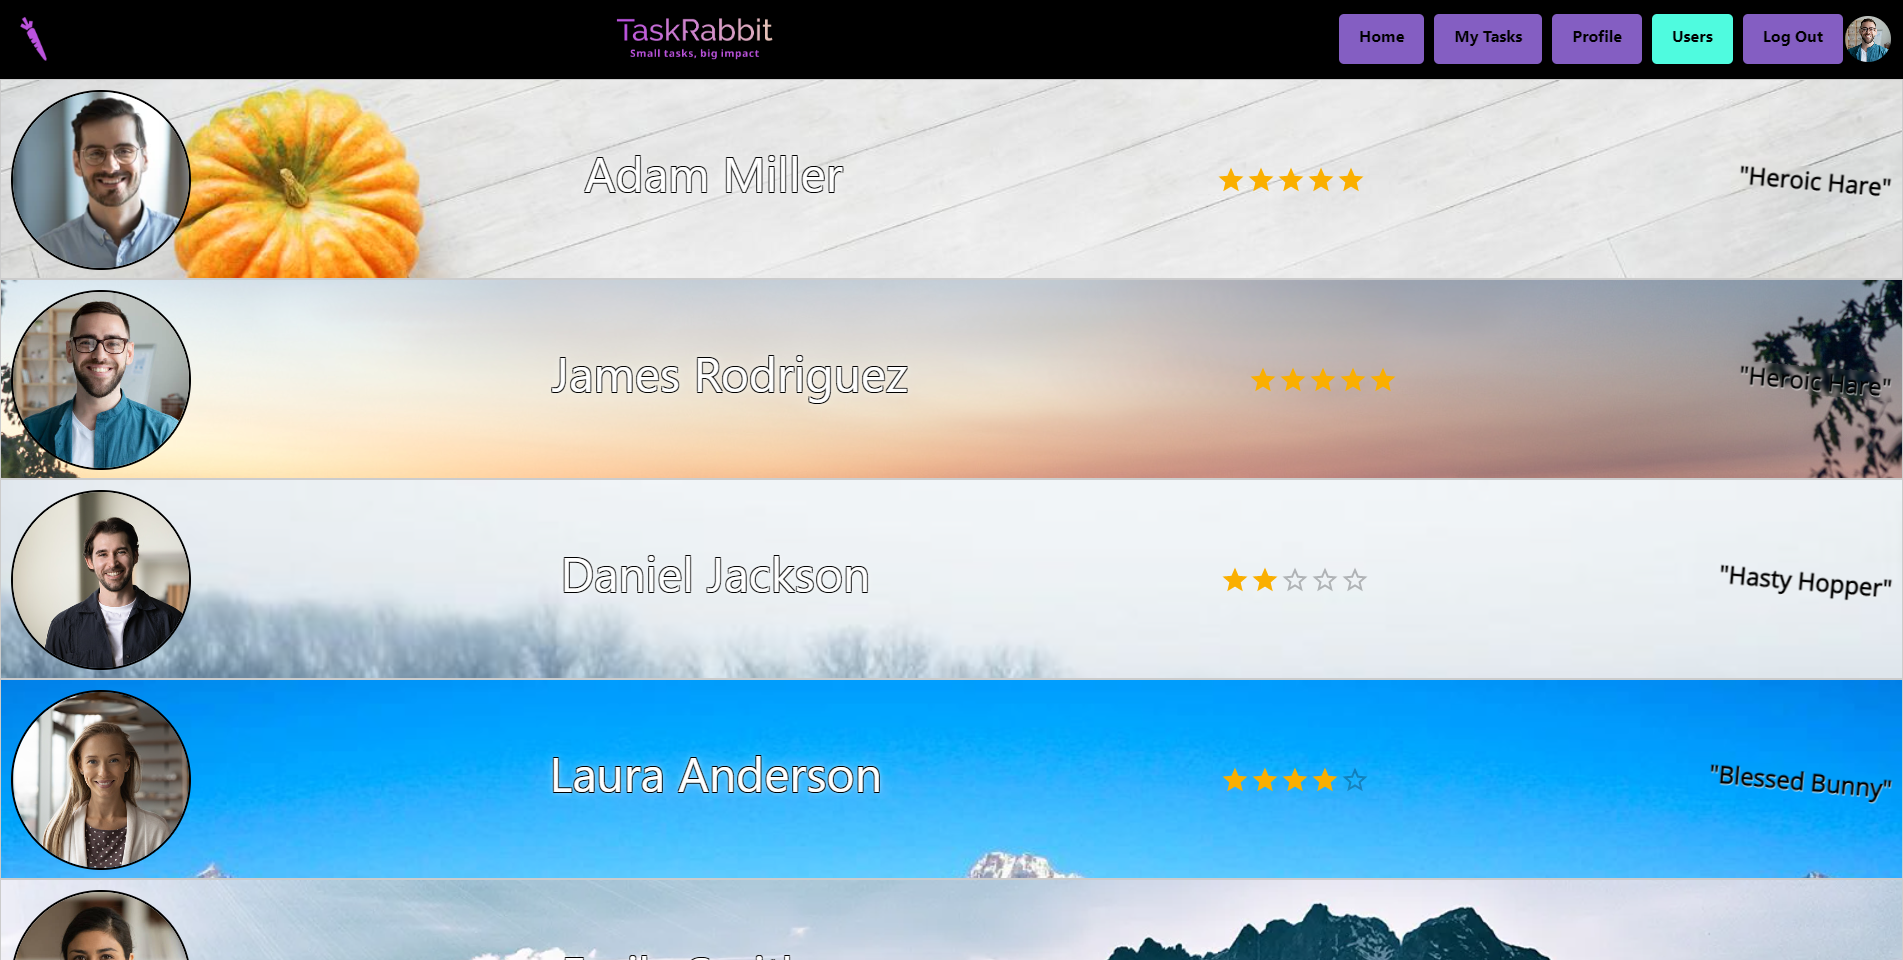 TaskRabbit
Small tasks, big impact
Home
My Tasks
Profile
Users
Log Out
Adam Miller
"Heroic Hare"
James Rodriguez
"Heroic Hare"
Daniel Jackson
"Hasty Hopper"
Laura Anderson
"Blessed Bunny"